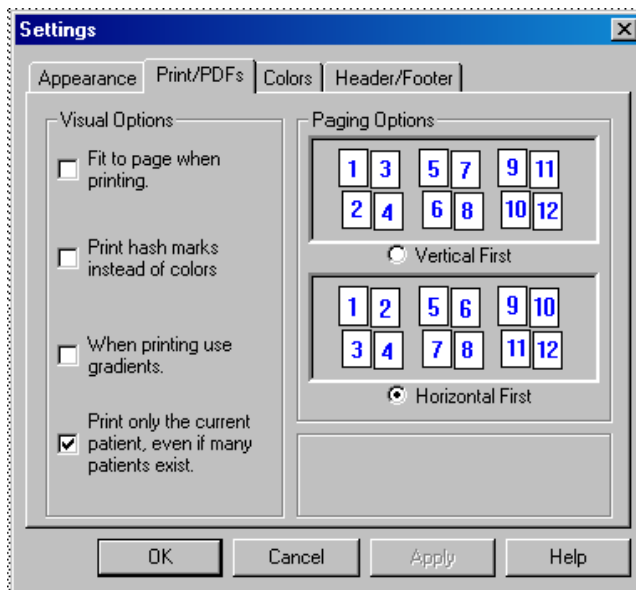 Settings
Appearance Print/PDFs Colors Header/Footer
Visual Options
Fit to page when
printing.
Print hash marks
instead of colors
When printing use
gradients.
Print only the current
patient, even if many
patients exist.
Paging Options
1 3 5 7 9 11
2 4 6 8 10 12
Vertical First
1 2 5 6 9 10
3 4 7 8 11 12
Horizontal First
OK Cancel Apply Help